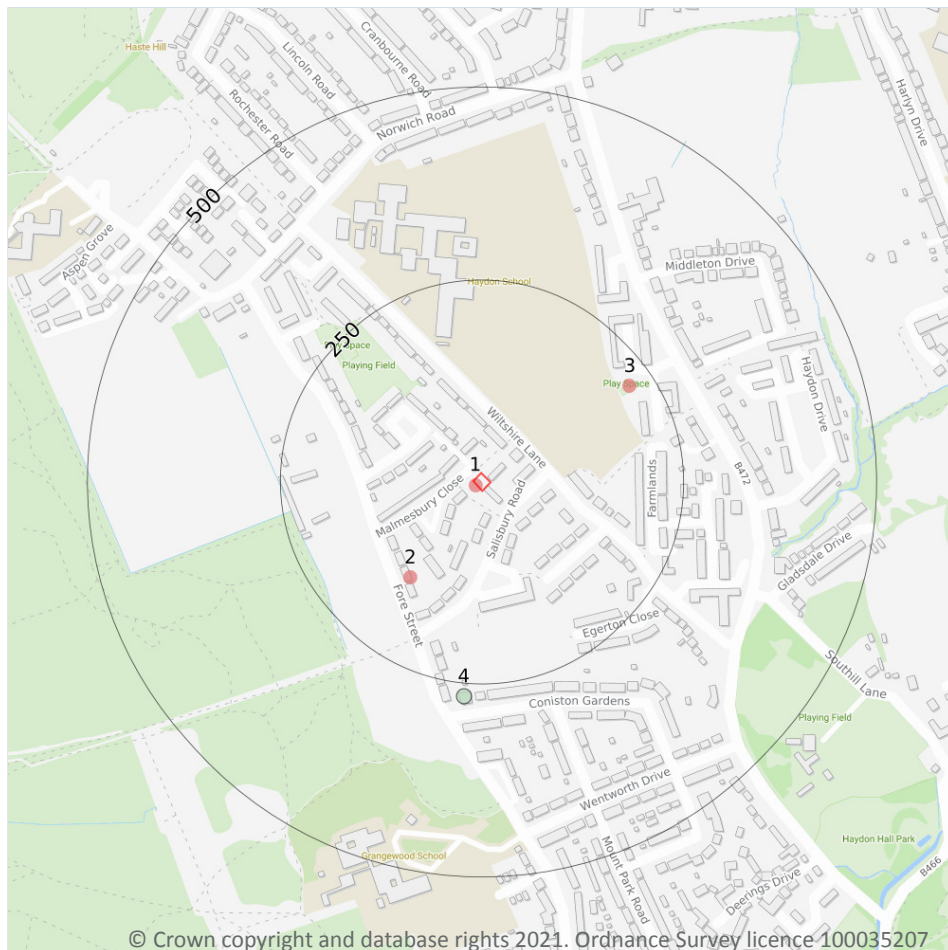 Haste Hill
Cranbourne Road
Lincoln Road
Rochester Road
Norwich Road
Harlyn Drive
500
Aspen Grove
Middleton Drive
Haydon School
250
Play Space
Playing Field
3
Play Space
Haydon Drive
Wiltshire Lane
1
B472
Malmesbury Close
Farmlands
Salisbury Road
2
Gladsdale Drive
Fore Street
Egerton Close
Southill Lane
4
Coniston Gardens
Playing Field
Wentworth Drive
Haydon Hall Park
Grangewood School
Mount Park Road
B466
Deerings Drive
© Crown copyright and database rights 2021. Ordnance Survey licence 100035207